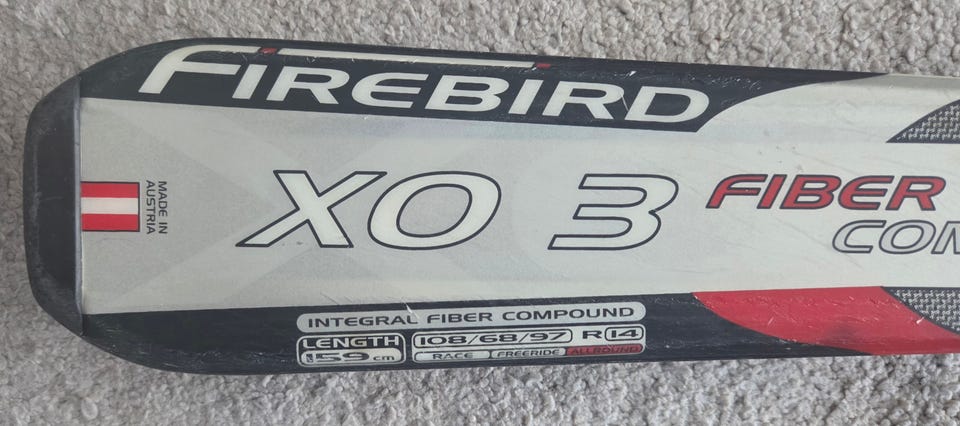 FIREBIRD
XO 3
FIBER
MADE IN
AUSTRIA
INTEGRAL FIBER COMPOUND
LENGTH
159 cm
108/68/97 R 14
RACE FREERIDE ALLROUND